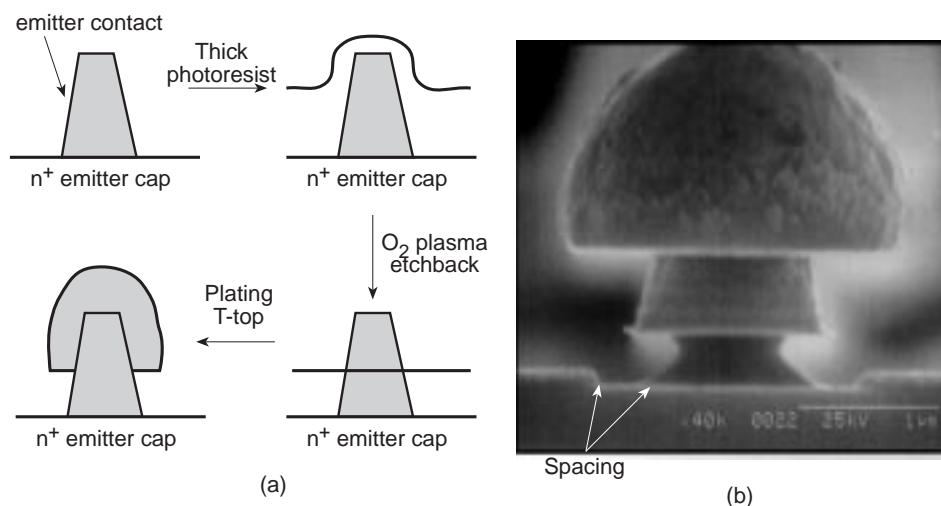 emitter contact
Thick
photoresist
n+ emitter cap
n+ emitter cap
O2 plasma
etchback
Plating
T-top
n+ emitter cap
n+ emitter cap
(a)
.40k 0022 25kV 1µm
Spacing
(b)